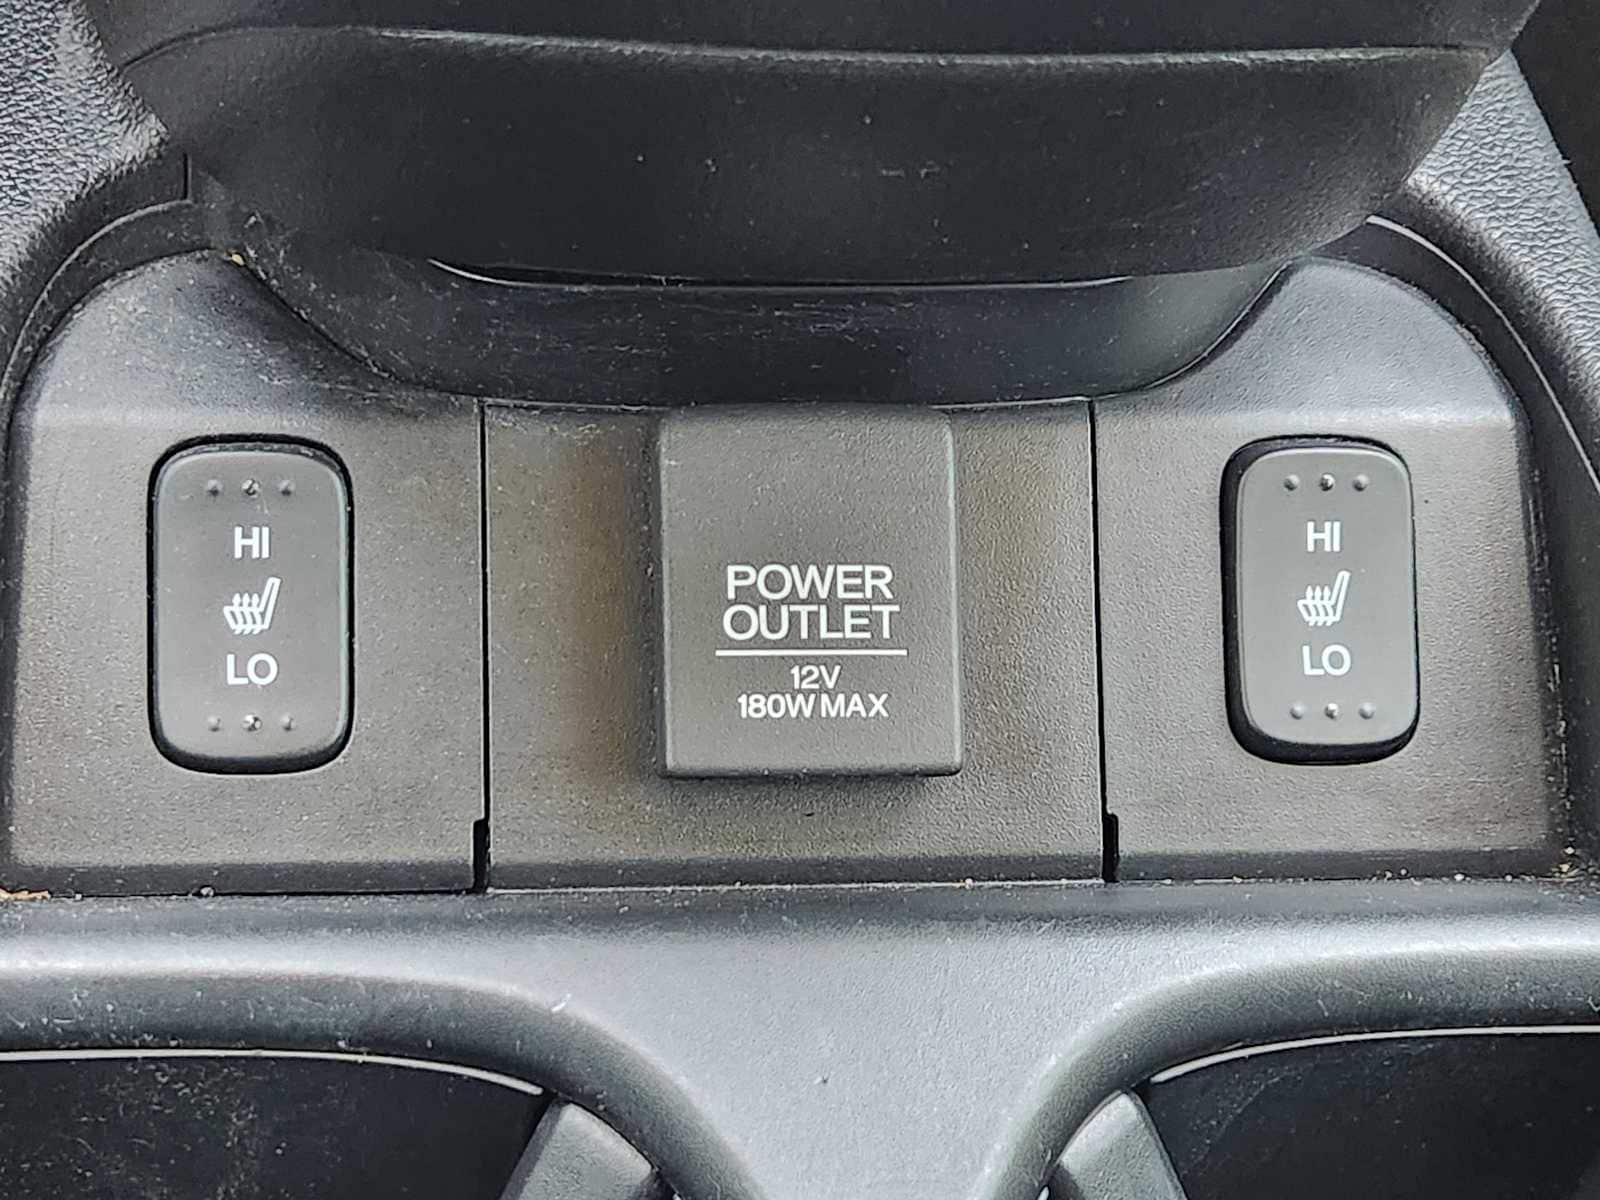 HI
LO
POWER
OUTLET
12V
180W MAX
HI
LO